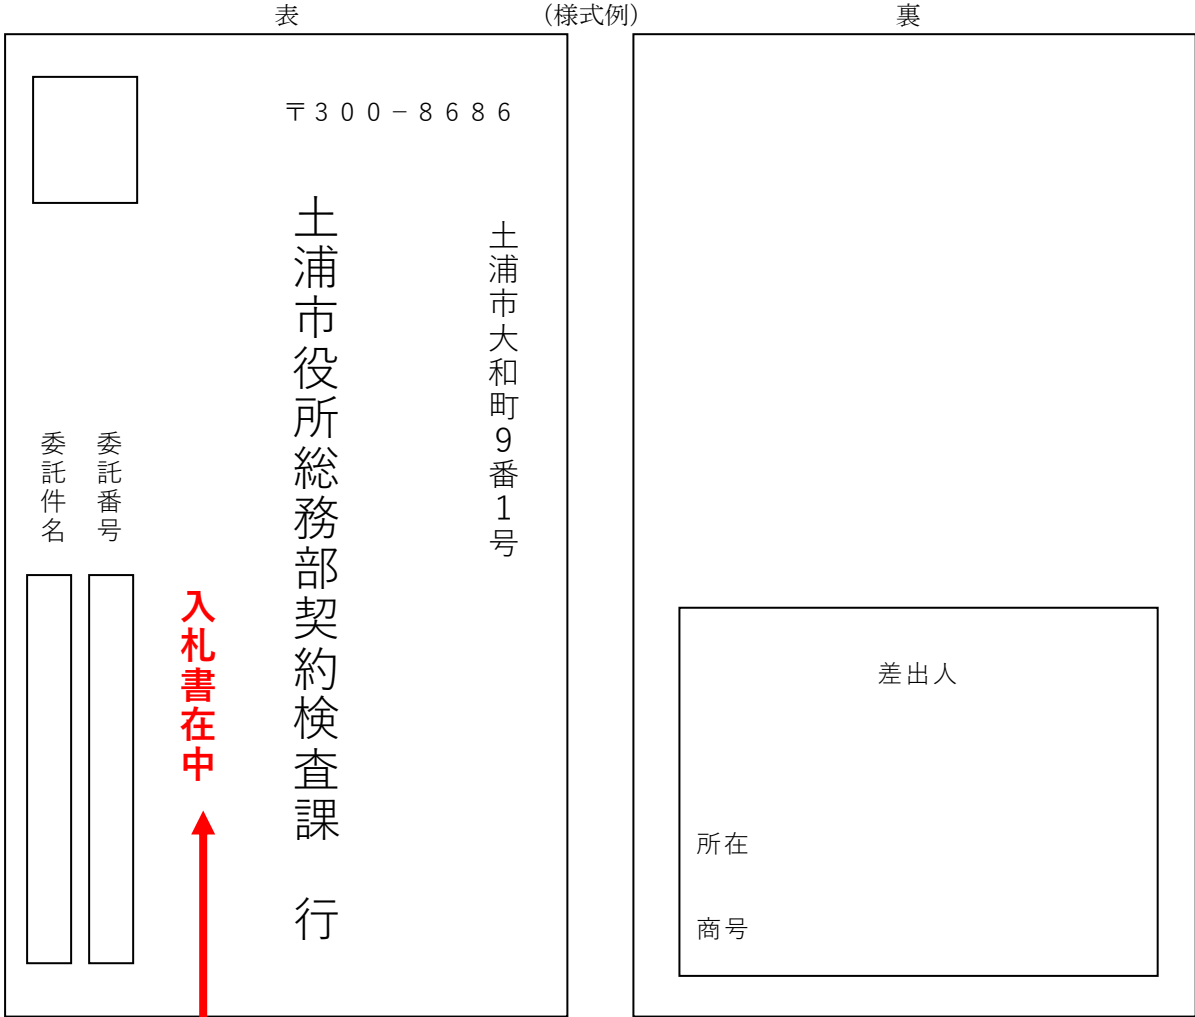 表
(様式例)
裏
〒300-8686
土浦市大和町9番1号
土浦市役所総務部契約検査課　行
入札書在中
委託番号
委託件名
差出人
所在
商号